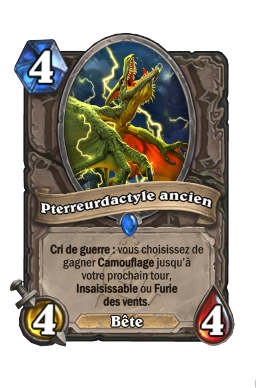 4
Pterreurdactyle ancien
Cri de guerre : vous choisissez de
gagner Camouflage jusqu'à
votre prochain tour,
Insaisissable ou Furie
des vents.
4
Bête
4